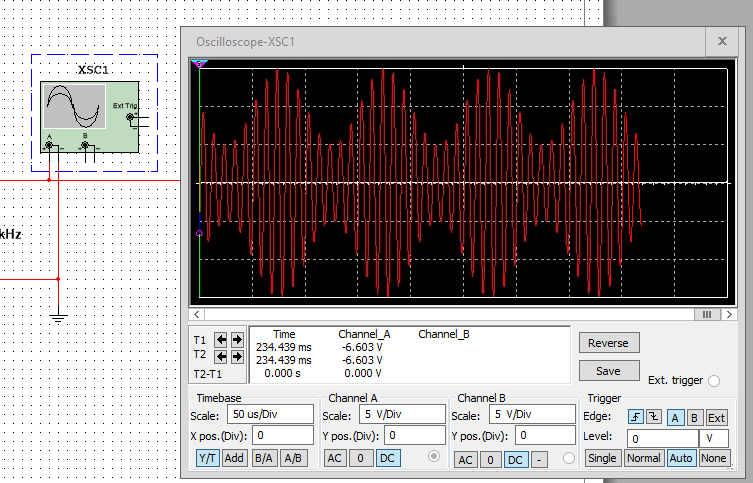 Oscilloscope-XSC1
X
XSC1
Ext Trig
+
-
A
B
+ - + -
kHz
T1
T2
T2-T1
Time Channel_A Channel_B
234.439 ms -6.603 V
234.439 ms -6.603 V
0.000 s 0.000 V
Reverse
Save
Ext. trigger
Timebase
Scale: 50 us/Div
X pos.(Div): 0
Y/T Add B/A A/B
Channel A
Scale: 5 V/Div
Y pos.(Div): 0
AC 0 DC
Channel B
Scale: 5 V/Div
Y pos.(Div): 0
AC 0 DC -
Trigger
Edge: A B Ext
Level: 0 V
Single Normal Auto None